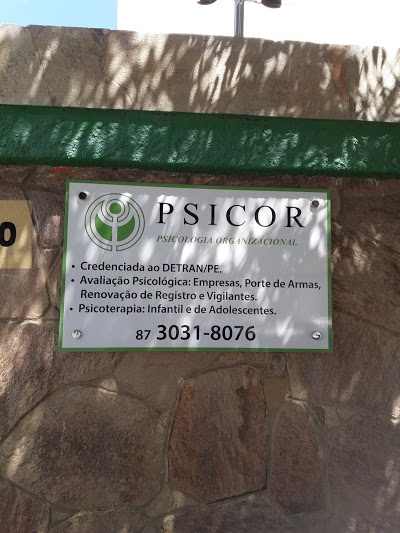 PSICOR
PSICOLOGIA ORGANIZACIONAL
• Credenciada ao DETRAN/PE.
• Avaliação Psicológica: Empresas, Porte de Armas,
Renovação de Registro e Vigilantes.
• Psicoterapia: Infantil e de Adolescentes.
87 3031-8076
0